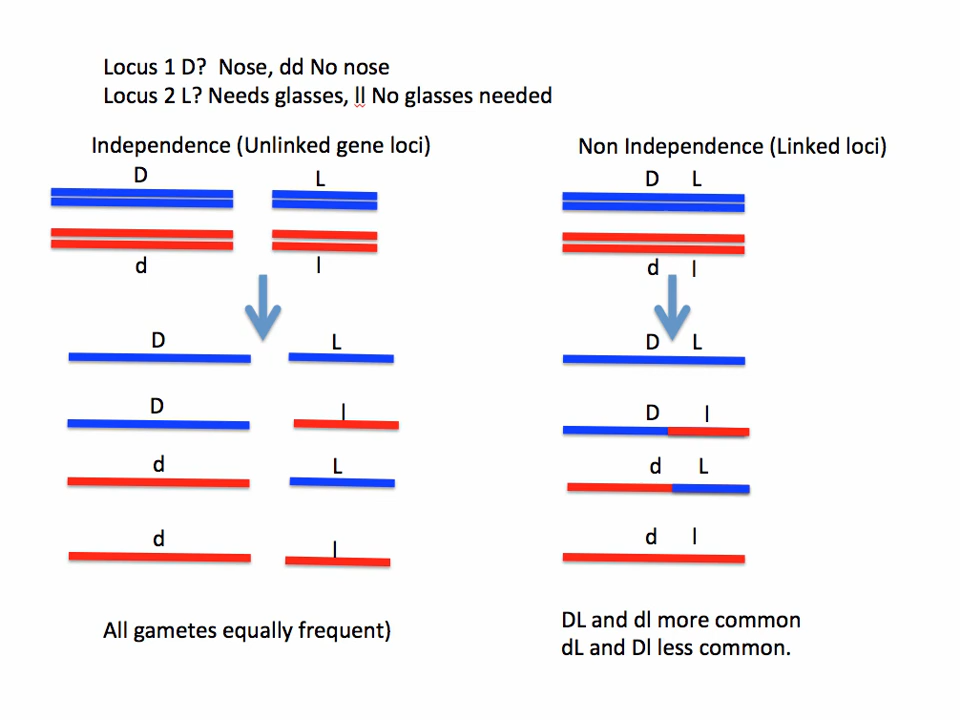 Locus 1 D?  Nose, dd No nose
Locus 2 L? Needs glasses, ll No glasses needed
Independence (Unlinked gene loci)
D L
d l
D L
D l
d L
d l
All gametes equally frequent)
Non Independence (Linked loci)
D L
d l
D L
D l
d L
d l
DL and dl more common
dL and Dl less common.